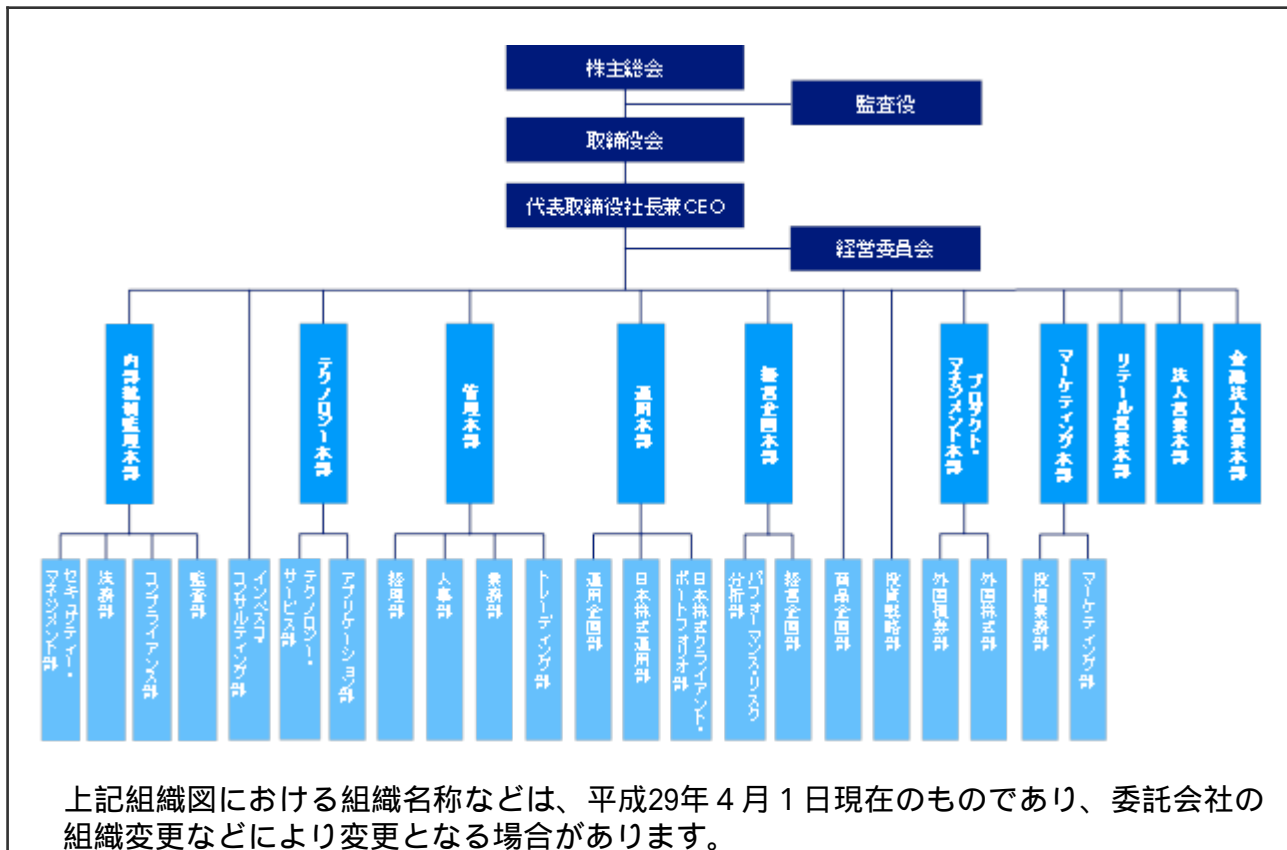 株主総会
監査役
取締役会
代表取締役社長兼CEO
経営委員会
内部統制監理本部
テクノロジー本部
管理本部
運用本部
経営企画本部
プロダクト・
マネジメント本部
マーケティング本部
リテール営業本部
法人営業本部
金融法人営業本部
セキュリティー・
マネジメント部
法務部
コンプライアンス部
監査部
インベスコ
コンサルティング部
テクノロジー・
サービス部
アプリケーション部
経理部
人事部
業務部
トレーディング部
運用企画部
日本株式運用部
日本株式クライアント・
ポートフォリオ部
パフォーマンス・リスク
分析部
経営企画部
商品企画部
投資戦略部
外国債券部
外国株式部
投信業務部
マーケティング部
上記組織図における組織名称などは、平成29年4月1日現在のものであり、委託会社の
組織変更などにより変更となる場合があります。